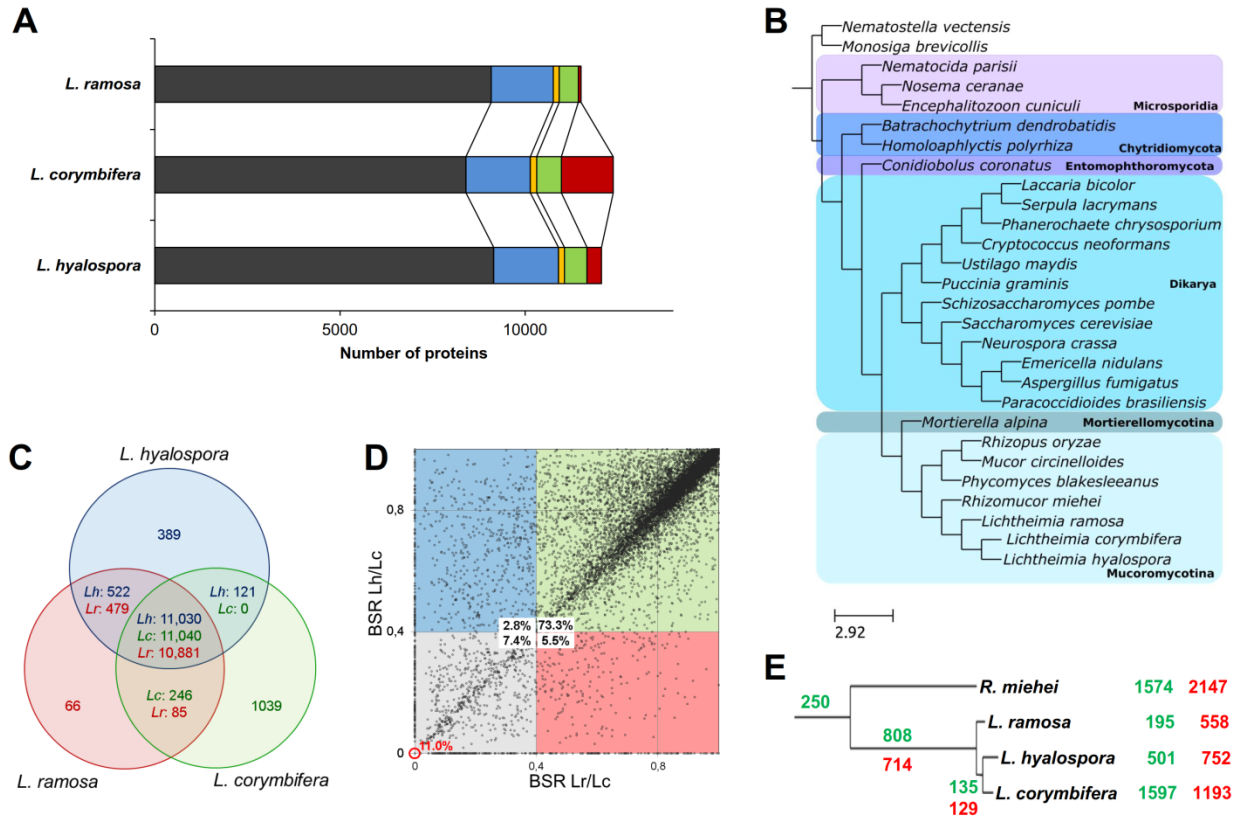 A
L. ramosa
L. corymbifera
L. hyalospora
0
5000
10000
Number of proteins
B
Nematostella vectensis
Monosiga brevicollis
Nematocida parisii
Nosema ceranae
Encephalitozoon cuniculi
Microsporidia
Batrachochytrium dendrobatidis
Homoloaphlyctis polyrhiza
Chytridiomycota
Conidiobolus coronatus
Entomophthoromycota
Laccaria bicolor
Serpula lacrymans
Phanerochaete chrysosporium
Cryptococcus neoformans
Ustilago maydis
Puccinia graminis
Dikarya
Schizosaccharomyces pombe
Saccharomyces cerevisiae
Neurospora crassa
Emericella nidulans
Aspergillus fumigatus
Paracoccidioides brasiliensis
Mortierella alpina
Mortierellomycotina
Rhizopus oryzae
Mucor circinelloides
Phycomyces blakesleeanus
Rhizomucor miehei
Lichtheimia ramosa
Lichtheimia corymbifera
Lichtheimia hyalospora
Mucoromycotina
2.92
C
L. hyalospora
389
Lh: 522
Lr: 479
Lh: 121
Lc: 0
Lh: 11,030
Lc: 11,040
Lr: 10,881
66
Lc: 246
Lr: 85
1039
L. ramosa
L. corymbifera
D
BSR Lh/Lc
0,8
0,4
0
2.8% 73.3%
7.4% 5.5%
11.0%
0
0,4
0,8
BSR Lr/Lc
E
250
R. miehei 1574 2147
808
714
L. ramosa 195 558
L. hyalospora 501 752
135
129
L. corymbifera 1597 1193